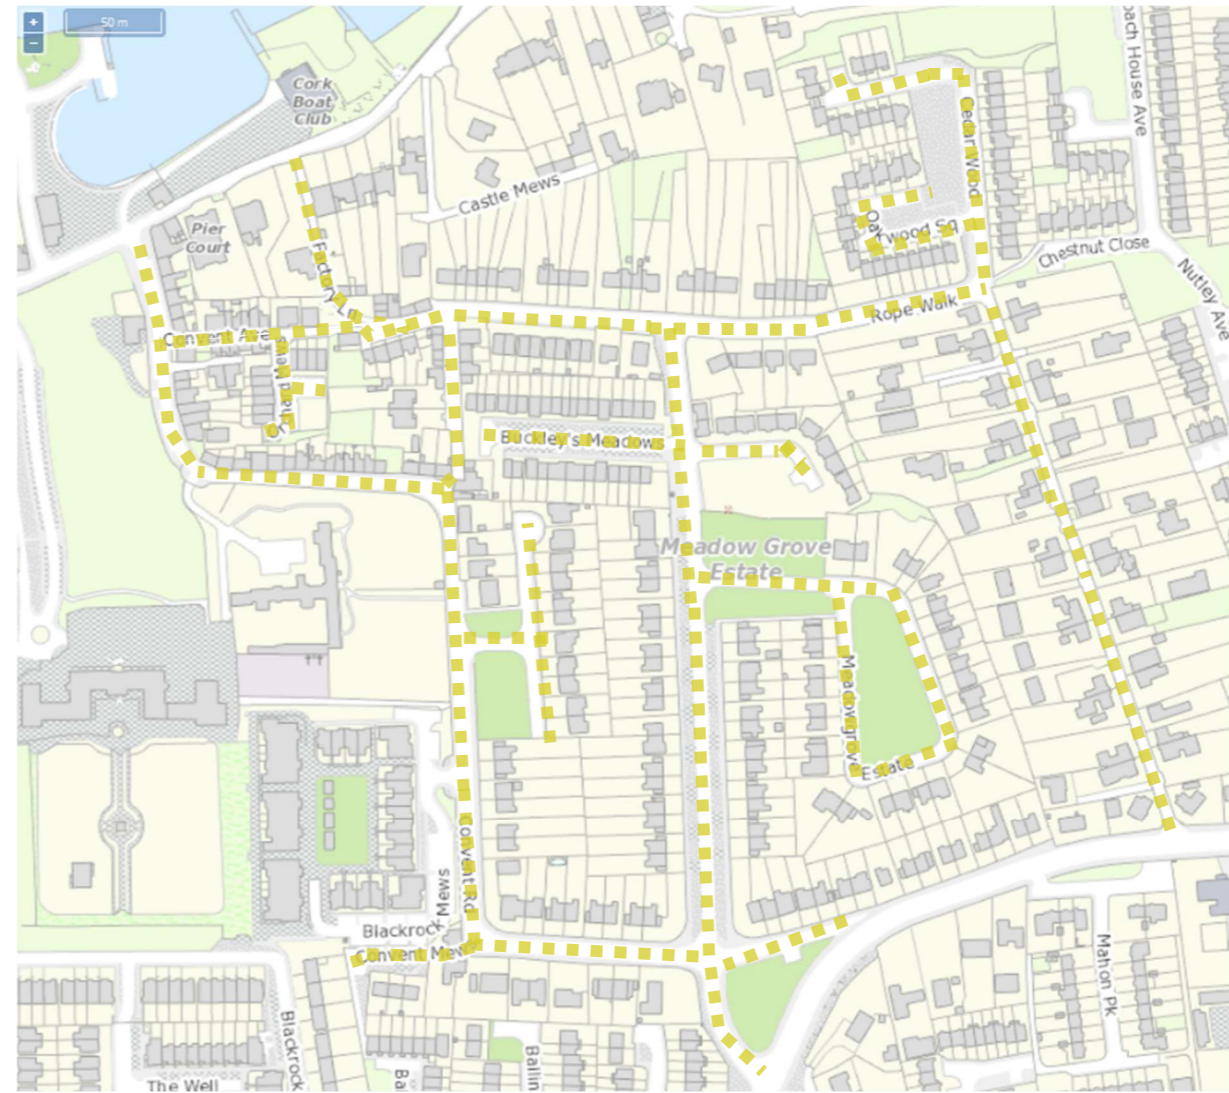 +
50 m
−
Cork
Boat
Club
Coach House Ave
Cedar Wood
Castle Mews
Pier
Court
Factory Ln
Chestnut Close
Nutley Ave
Rope Walk
Convent Ave
Buckley's Meadows
Meadow Grove
Estate
Meadowgrove
Estate
Convent Rd
Mews
Blackrock
Convent Mews
Mahon Pk
Blackrock
The Well
Ba
Ballin